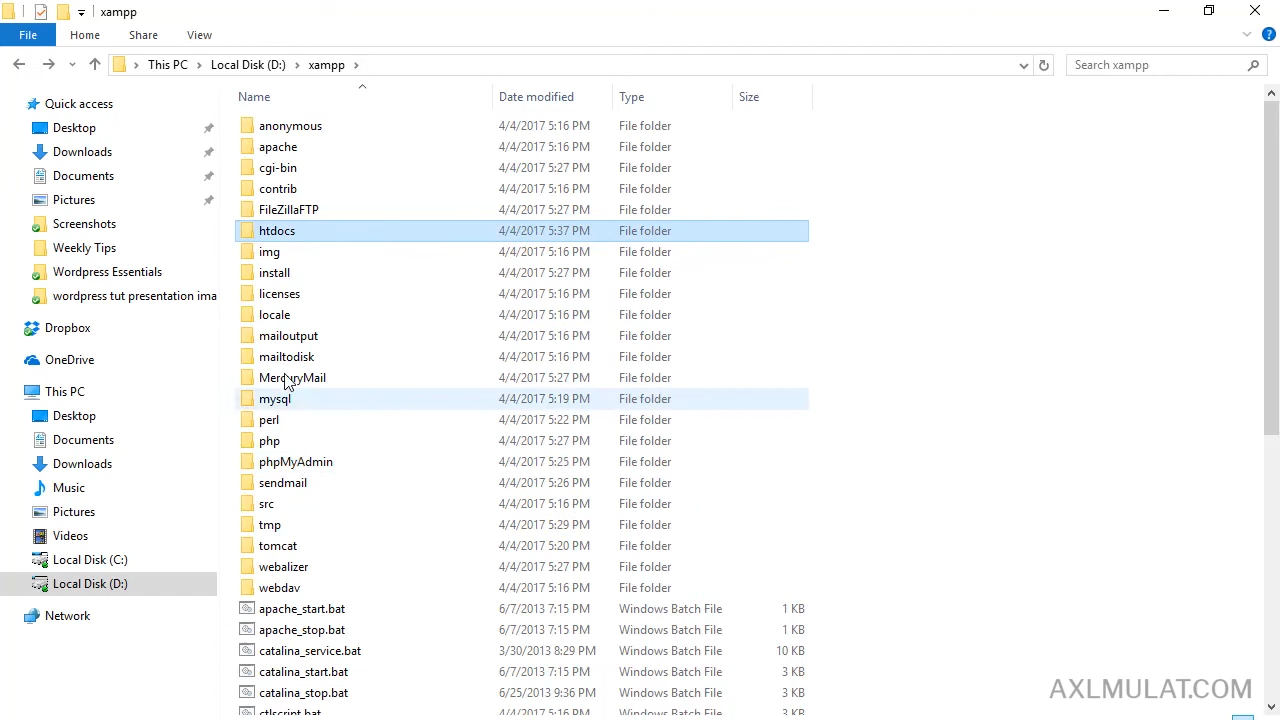 xampp
File Home Share View
This PC Local Disk (D:) xampp
Search xampp
Name Date modified Type Size
Quick access
Desktop
Downloads
Documents
Pictures
Screenshots
Weekly Tips
Wordpress Essentials
wordpress tut presentation ima
Dropbox
OneDrive
This PC
Desktop
Documents
Downloads
Music
Pictures
Videos
Local Disk (C:)
Local Disk (D:)
Network
anonymous 4/4/2017 5:16 PM File folder
apache 4/4/2017 5:16 PM File folder
cgi-bin 4/4/2017 5:27 PM File folder
contrib 4/4/2017 5:16 PM File folder
FileZillaFTP 4/4/2017 5:27 PM File folder
htdocs 4/4/2017 5:37 PM File folder
img 4/4/2017 5:16 PM File folder
install 4/4/2017 5:27 PM File folder
licenses 4/4/2017 5:16 PM File folder
locale 4/4/2017 5:16 PM File folder
mailoutput 4/4/2017 5:16 PM File folder
mailtodisk 4/4/2017 5:16 PM File folder
MercuryMail 4/4/2017 5:27 PM File folder
mysql 4/4/2017 5:19 PM File folder
perl 4/4/2017 5:22 PM File folder
php 4/4/2017 5:27 PM File folder
phpMyAdmin 4/4/2017 5:25 PM File folder
sendmail 4/4/2017 5:26 PM File folder
src 4/4/2017 5:16 PM File folder
tmp 4/4/2017 5:29 PM File folder
tomcat 4/4/2017 5:20 PM File folder
webalizer 4/4/2017 5:27 PM File folder
webdav 4/4/2017 5:16 PM File folder
apache_start.bat 6/7/2013 7:15 PM Windows Batch File 1 KB
apache_stop.bat 6/7/2013 7:15 PM Windows Batch File 1 KB
catalina_service.bat 3/30/2013 8:29 PM Windows Batch File 10 KB
catalina_start.bat 6/7/2013 7:15 PM Windows Batch File 3 KB
catalina_stop.bat 6/25/2013 9:36 PM Windows Batch File 3 KB
ctlscript.bat 4/4/2017 5:16 PM Windows Batch File 3 KB
AXLMULAT.COM